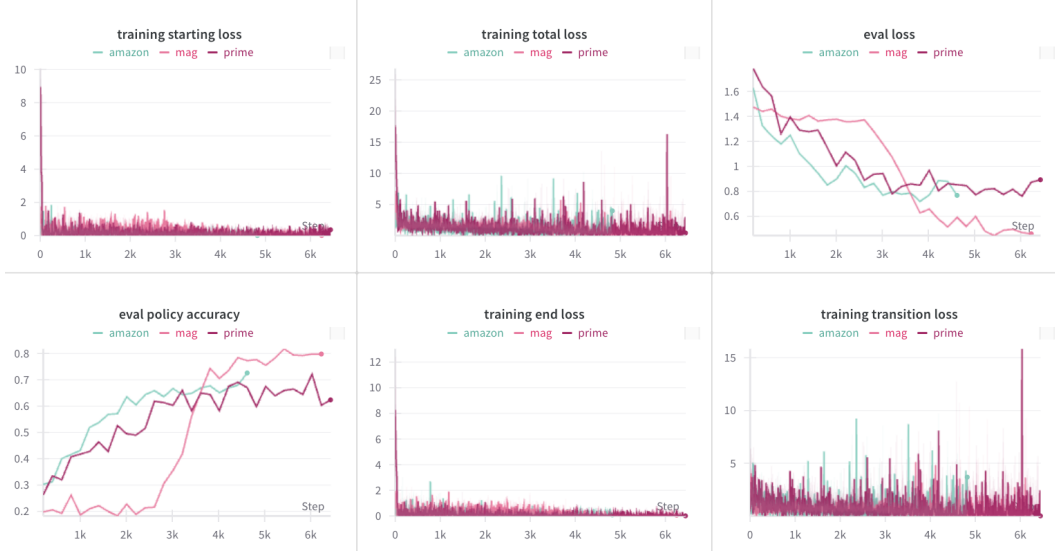 training starting loss
amazon mag prime
10
8
6
4
2
0
Step
0 1k 2k 3k 4k 5k 6k
training total loss
amazon mag prime
25
20
15
10
5
0 1k 2k 3k 4k 5k 6k
eval loss
amazon mag prime
1.6
1.4
1.2
1
0.8
0.6
Step
1k 2k 3k 4k 5k 6k
eval policy accuracy
amazon mag prime
0.8
0.7
0.6
0.5
0.4
0.3
0.2
Step
1k 2k 3k 4k 5k 6k
training end loss
amazon mag prime
12
10
8
6
4
2
0
Step
0 1k 2k 3k 4k 5k 6k
training transition loss
amazon mag prime
15
10
5
0 1k 2k 3k 4k 5k 6k